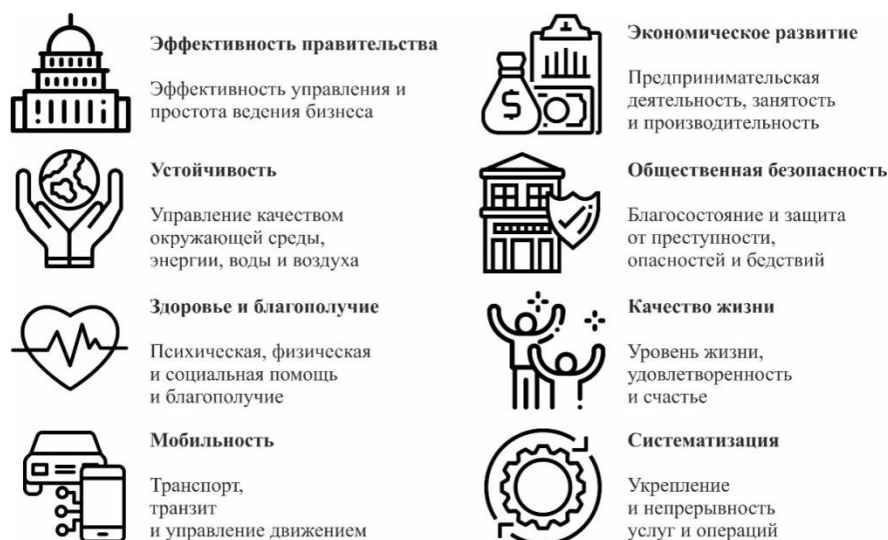 Эффективность правительства
Эффективность управления и
простота ведения бизнеса
Экономическое развитие
Предпринимательская
деятельность, занятость
и производительность
Устойчивость
Управление качеством
окружающей среды,
энергии, воды и воздуха
Общественная безопасность
Благосостояние и защита
от преступности,
опасностей и бедствий
Здоровье и благополучие
Психическая, физическая
и социальная помощь
и благополучие
Качество жизни
Уровень жизни,
удовлетворенность
и счастье
Мобильность
Транспорт,
транзит
и управление движением
Систематизация
Укрепление
и непрерывность
услуг и операций